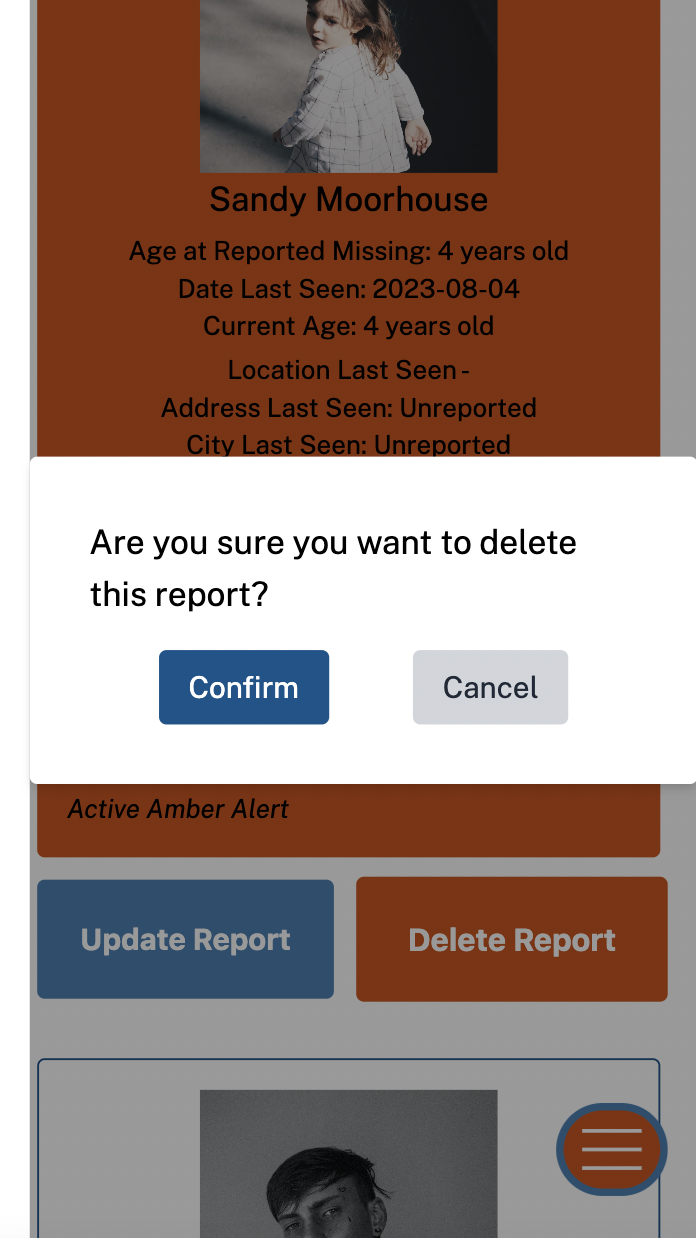 Sandy Moorhouse
Age at Reported Missing: 4 years old
Date Last Seen: 2023-08-04
Current Age: 4 years old
Location Last Seen -
Address Last Seen: Unreported
City Last Seen: Unreported
Are you sure you want to delete
this report?
Confirm
Cancel
Active Amber Alert
Update Report
Delete Report